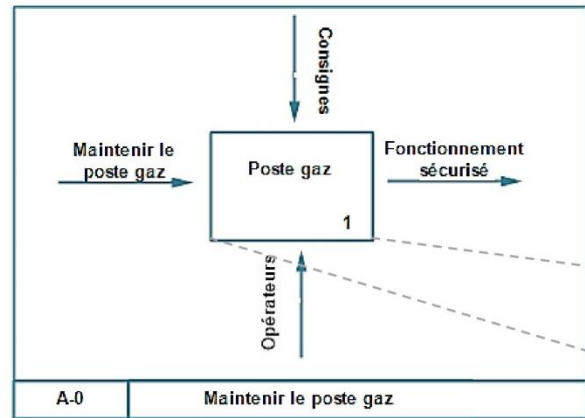 Consignes
Maintenir le
poste gaz
Poste gaz
1
Fonctionnement
sécurisé
Opérateurs
A-0
Maintenir le poste gaz